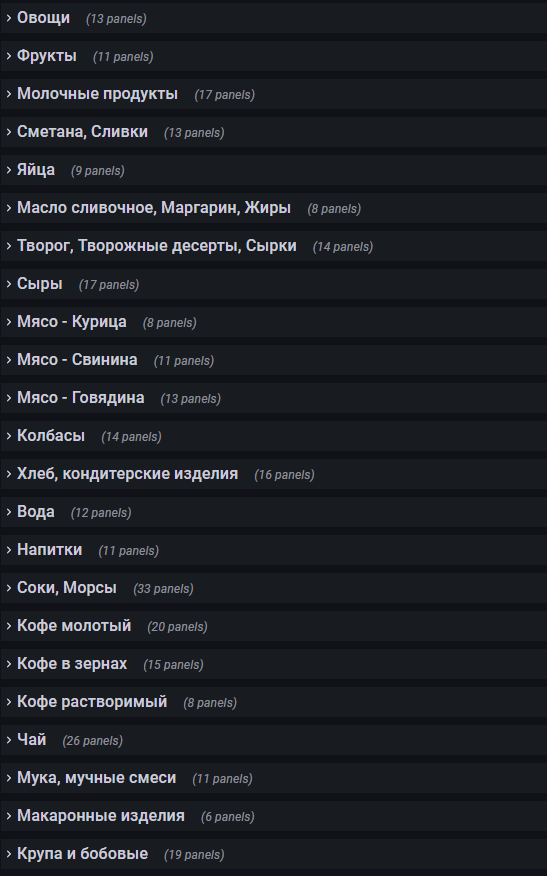 Овощи (13 panels)
Фрукты (11 panels)
Молочные продукты (17 panels)
Сметана, Сливки (13 panels)
Яйца (9 panels)
Масло сливочное, Маргарин, Жиры (8 panels)
Творог, Творожные десерты, Сырки (14 panels)
Сыры (17 panels)
Мясо - Курица (8 panels)
Мясо - Свинина (11 panels)
Мясо - Говядина (13 panels)
Колбасы (14 panels)
Хлеб, кондитерские изделия (16 panels)
Вода (12 panels)
Напитки (11 panels)
Соки, Морсы (33 panels)
Кофе молотый (20 panels)
Кофе в зернах (15 panels)
Кофе растворимый (8 panels)
Чай (26 panels)
Мука, мучные смеси (11 panels)
Макаронные изделия (6 panels)
Крупа и бобовые (19 panels)